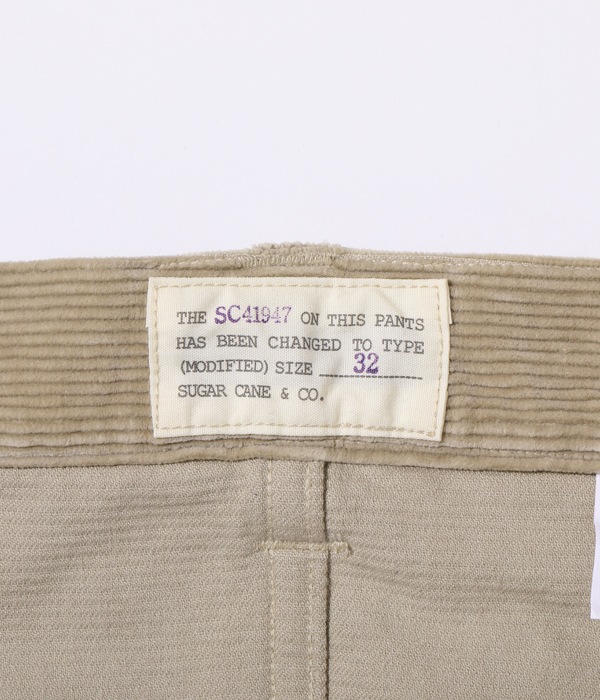 THE SC41947 ON THIS PANTS
HAS BEEN CHANGED TO TYPE
(MODIFIED) SIZE 32
SUGAR CANE & CO.